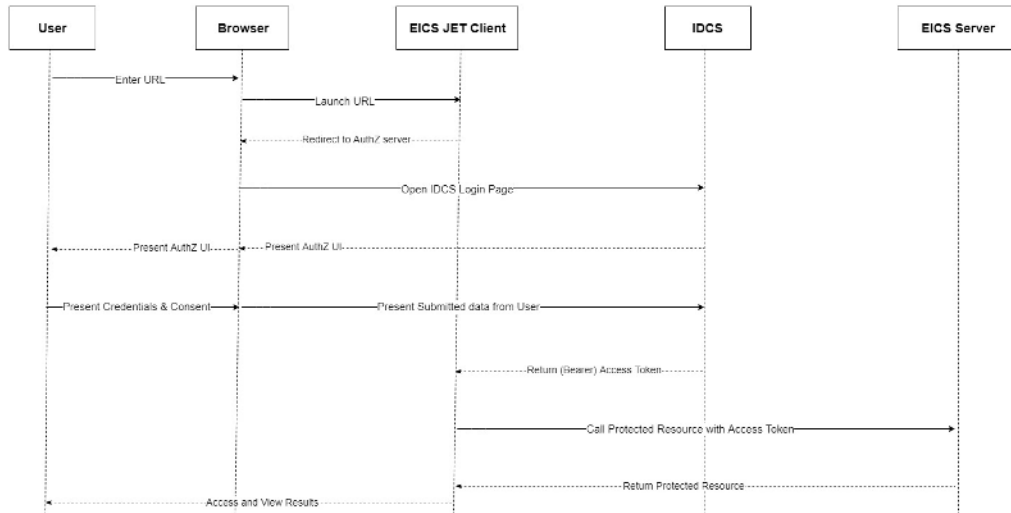 User
Browser
EICS JET Client
IDCS
EICS Server
Enter URL
Launch URL
Redirect to AuthZ server
Open IDCS Login Page
Present AuthZ UI
Present AuthZ UI
Present Credentials & Consent
Present Submitted data from User
Return (Bearer) Access Token
Call Protected Resource with Access Token
Return Protected Resource
Access and View Results